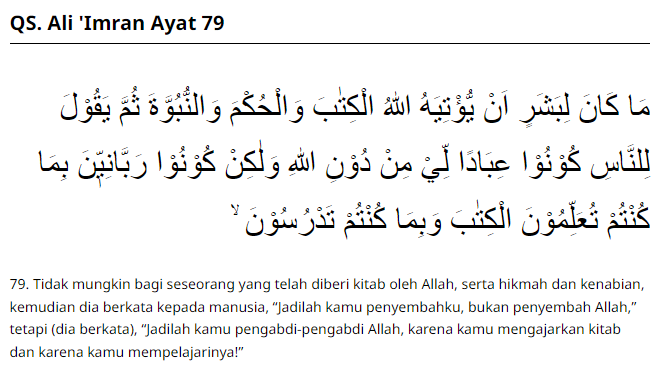 QS. Ali 'Imran Ayat 79
مَا كَانَ لِبَشَرٍ اَنْ يُّؤْتِيَهُ اللّٰهُ الْكِتٰبَ وَالْحُكْمَ وَالنُّبُوَّةَ ثُمَّ يَقُوْلَ
لِلنَّاسِ كُوْنُوْا عِبَادًا لِّيْ مِنْ دُوْنِ اللّٰهِ وَلٰكِنْ كُوْنُوْا رَبَّانِيّٖنَ بِمَا
كُنْتُمْ تُعَلِّمُوْنَ الْكِتٰبَ وَبِمَا كُنْتُمْ تَدْرُسُوْنَ ۙ
79. Tidak mungkin bagi seseorang yang telah diberi kitab oleh Allah, serta hikmah dan kenabian,
kemudian dia berkata kepada manusia, “Jadilah kamu penyembahku, bukan penyembah Allah,”
tetapi (dia berkata), “Jadilah kamu pengabdi-pengabdi Allah, karena kamu mengajarkan kitab
dan karena kamu mempelajarinya!”